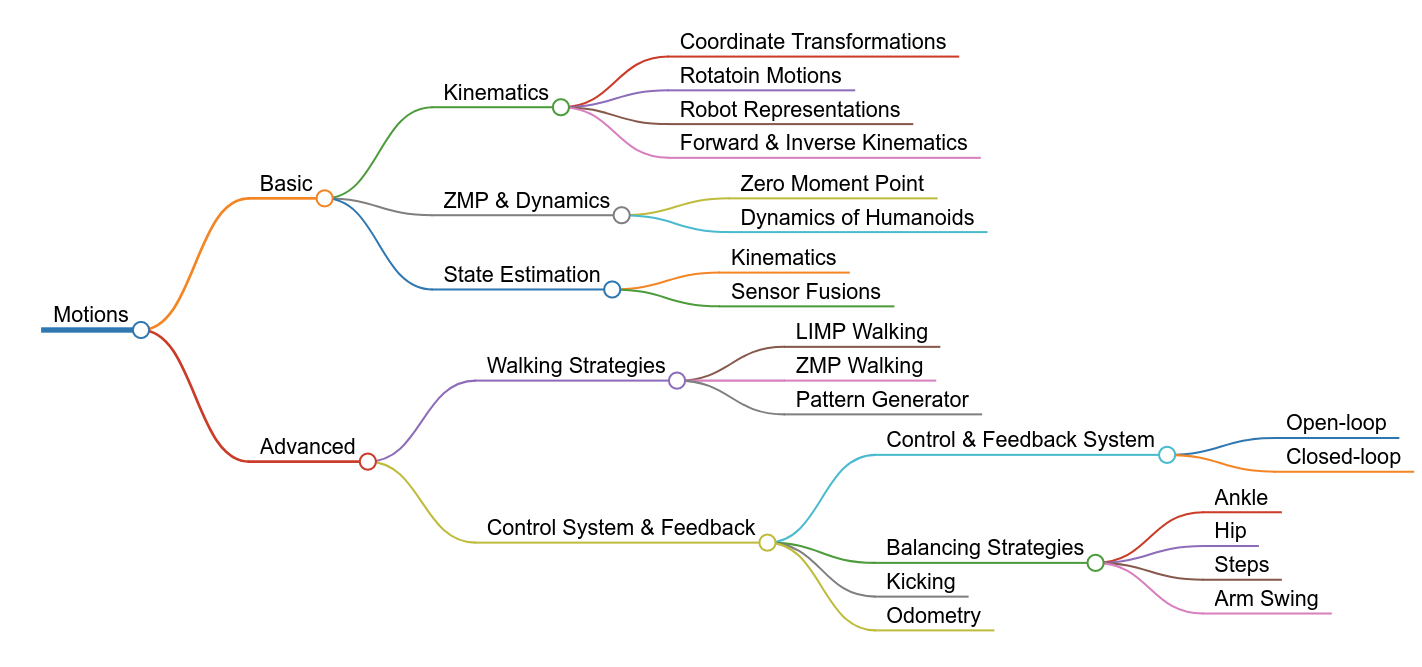 Motions
Basic
Kinematics
Coordinate Transformations
Rotatoin Motions
Robot Representations
Forward & Inverse Kinematics
ZMP & Dynamics
Zero Moment Point
Dynamics of Humanoids
State Estimation
Kinematics
Sensor Fusions
Advanced
Walking Strategies
LIMP Walking
ZMP Walking
Pattern Generator
Control System & Feedback
Control & Feedback System
Open-loop
Closed-loop
Balancing Strategies
Ankle
Hip
Steps
Arm Swing
Kicking
Odometry